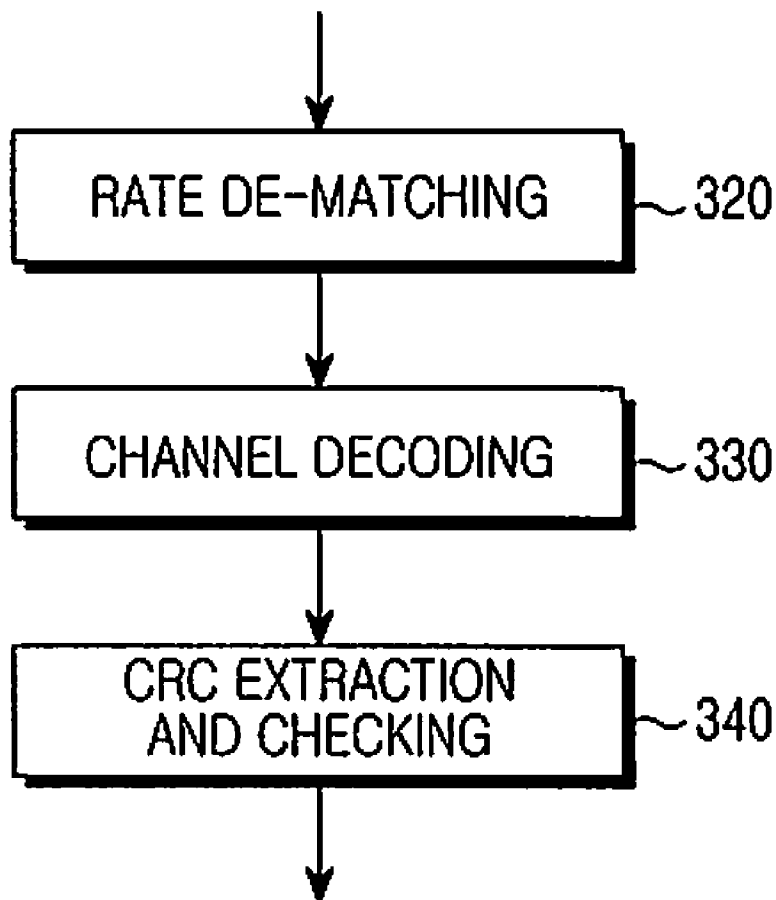 RATE DE-MATCHING
320
CHANNEL DECODING
330
CRC EXTRACTION
AND CHECKING
340